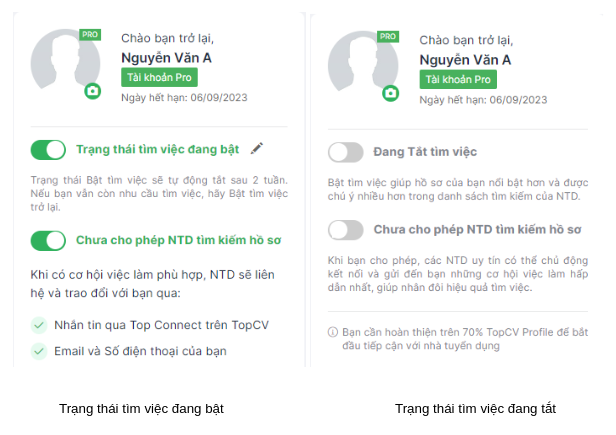 PRO
Chào bạn trở lại,
Nguyễn Văn A
Tài khoản Pro
Ngày hết hạn: 06/09/2023
Trạng thái tìm việc đang bật
Trạng thái Bật tìm việc sẽ tự động tắt sau 2 tuần.
Nếu bạn vẫn còn nhu cầu tìm việc, hãy Bật tìm việc
trở lại.
Chưa cho phép NTD tìm kiếm hồ sơ
Khi có cơ hội việc làm phù hợp, NTD sẽ liên
hệ và trao đổi với bạn qua:
Nhắn tin qua Top Connect trên TopCV
Email và Số điện thoại của bạn
Trạng thái tìm việc đang bật
PRO
Chào bạn trở lại,
Nguyễn Văn A
Tài khoản Pro
Ngày hết hạn: 06/09/2023
Đang Tắt tìm việc
Bật tìm việc giúp hồ sơ của bạn nổi bật hơn và được
chú ý nhiều hơn trong danh sách tìm kiếm của NTD.
Chưa cho phép NTD tìm kiếm hồ sơ
Khi bạn cho phép, các NTD uy tín có thể chủ động
kết nối và gửi đến bạn những cơ hội việc làm hấp
dẫn nhất, giúp nhân đôi hiệu quả tìm việc.
Bạn cần hoàn thiện trên 70% TopCV Profile để bắt
đầu tiếp cận với nhà tuyển dụng
Trạng thái tìm việc đang tắt